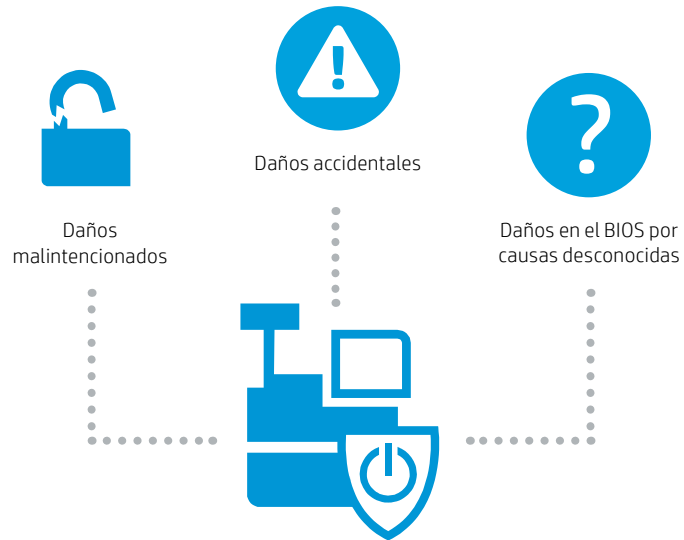 Daños accidentales
Daños
malintencionados
Daños en el BIOS por
causas desconocidas